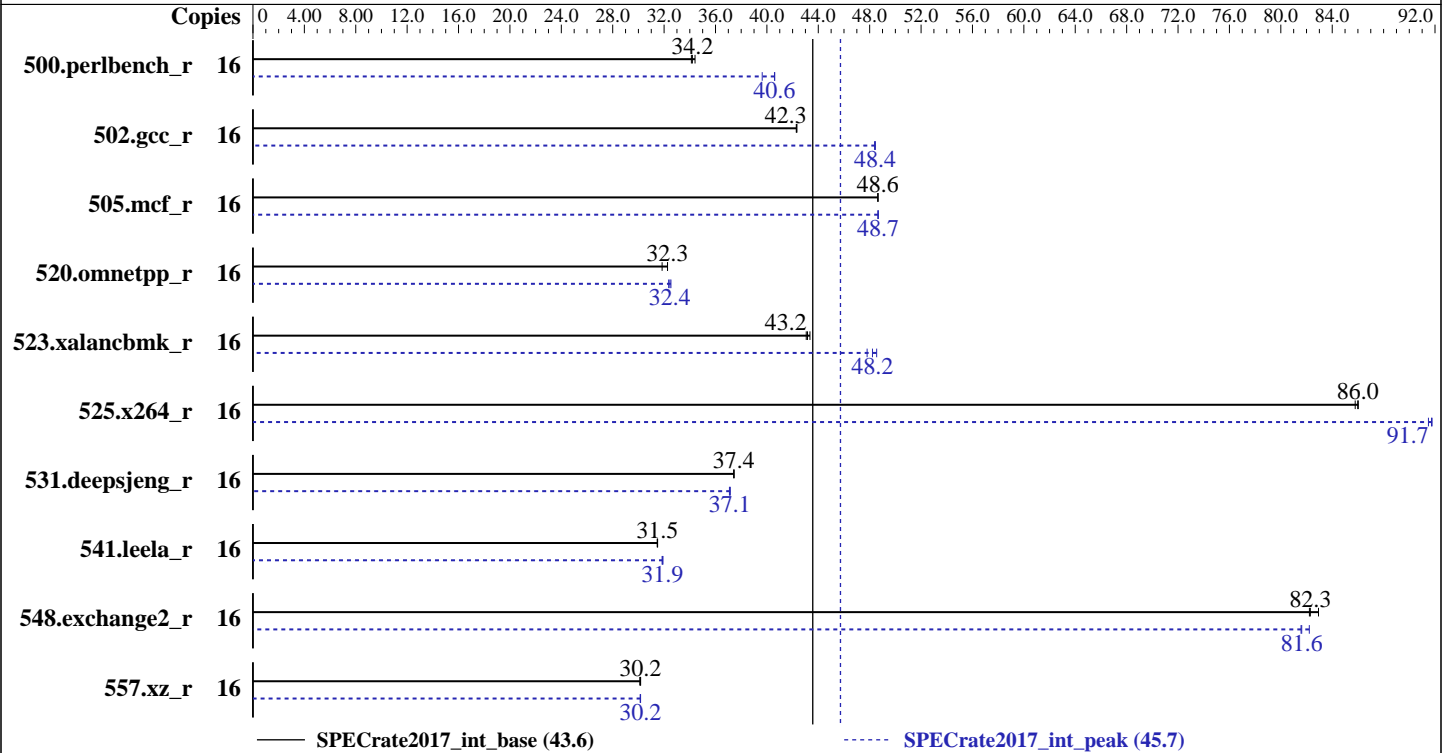 Copies 0 4.00 8.00 12.0 16.0 20.0 24.0 28.0 32.0 36.0 40.0 44.0 48.0 52.0 56.0 60.0 64.0 68.0 72.0 76.0 80.0 84.0 92.0
34.2
500.perlbench_r 16
40.6
42.3
502.gcc_r 16
48.4
48.6
505.mcf_r 16
48.7
32.3
520.omnetpp_r 16
32.4
43.2
523.xalancbmk_r 16
48.2
86.0
525.x264_r 16
91.7
37.4
531.deepsjeng_r 16
37.1
31.5
541.leela_r 16
31.9
82.3
548.exchange2_r 16
81.6
30.2
557.xz_r 16
30.2
SPECrate2017_int_base (43.6) SPECrate2017_int_peak (45.7)